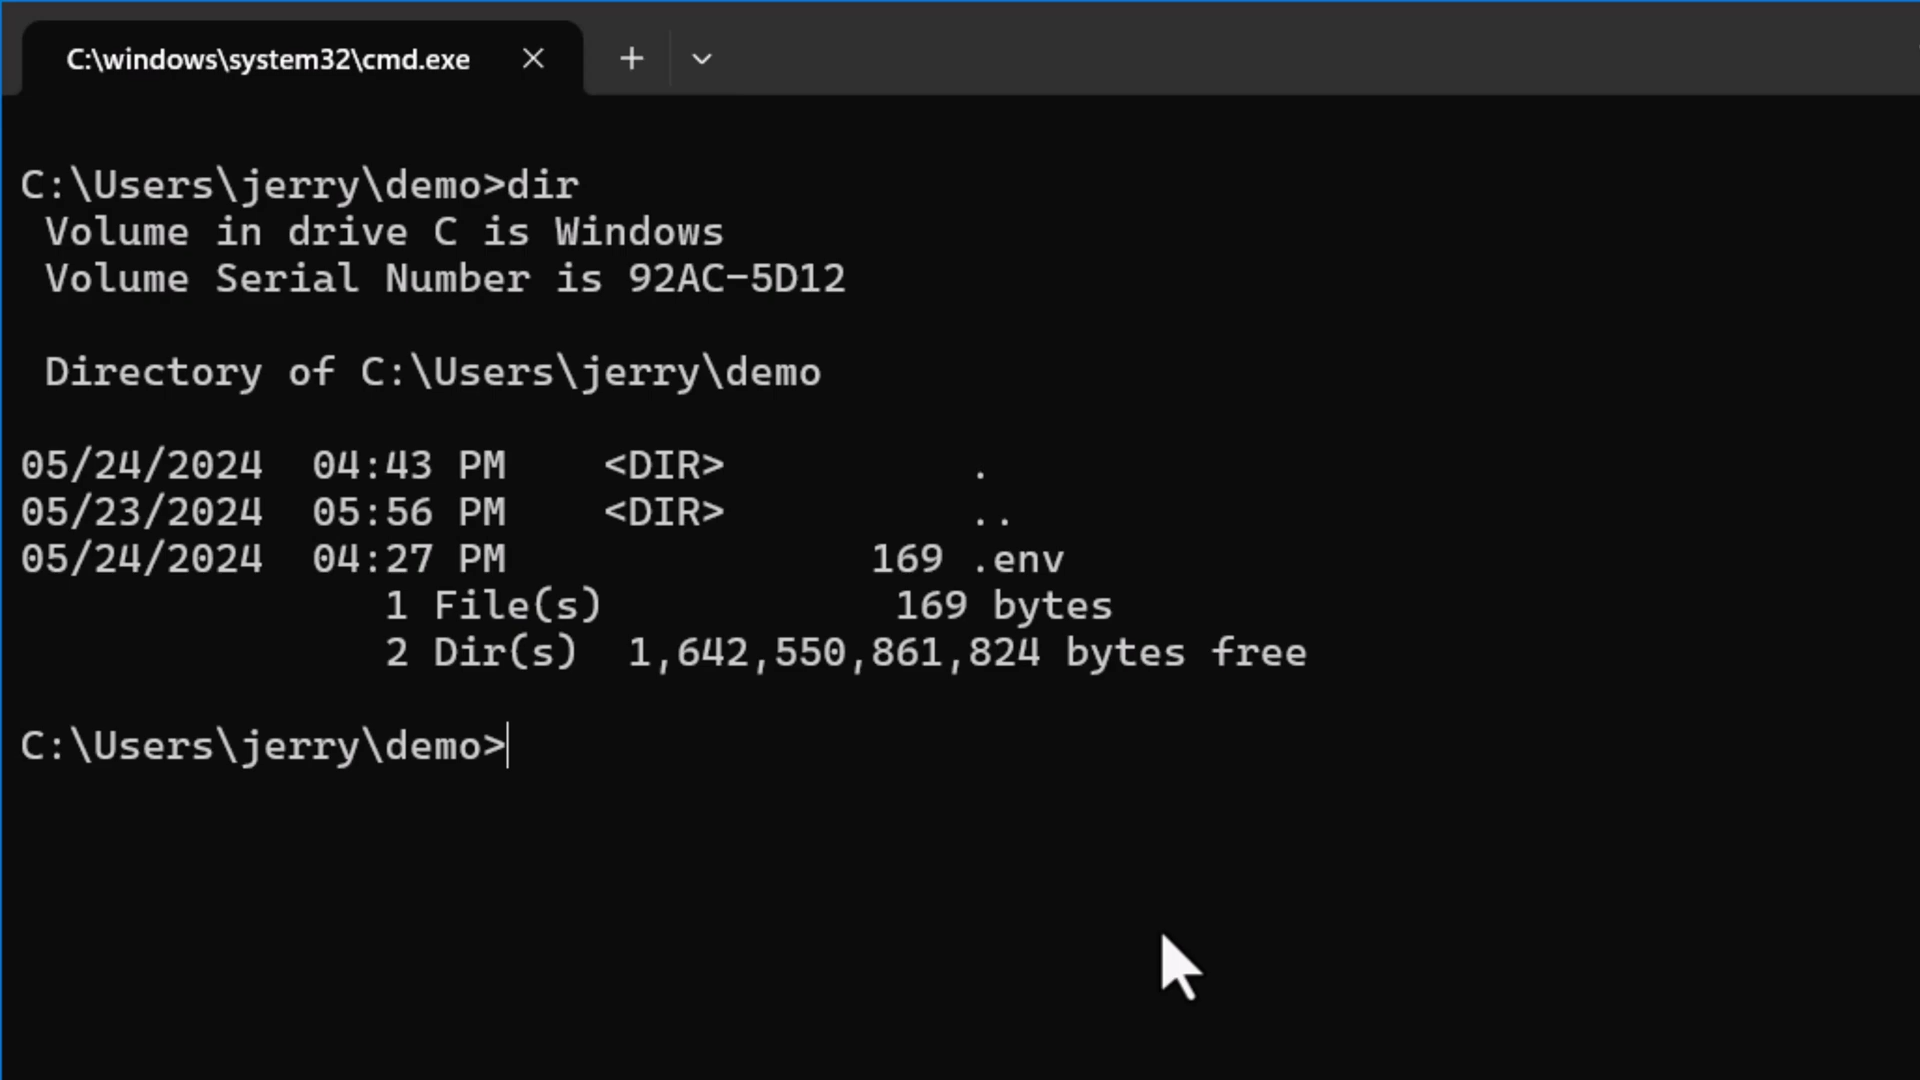 C:\windows\system32\cmd.exe
C:\Users\jerry\demo>dir
 Volume in drive C is Windows
 Volume Serial Number is 92AC-5D12
 Directory of C:\Users\jerry\demo
05/24/2024  04:43 PM    <DIR>          .
05/23/2024  05:56 PM    <DIR>          ..
05/24/2024  04:27 PM               169 .env
               1 File(s)            169 bytes
               2 Dir(s)  1,642,550,861,824 bytes free
C:\Users\jerry\demo>